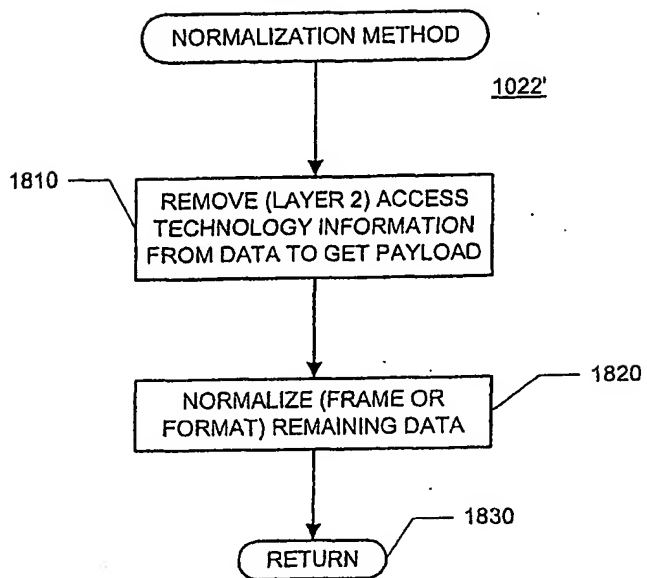 NORMALIZATION METHOD
1022'
1810
REMOVE (LAYER 2) ACCESS
TECHNOLOGY INFORMATION
FROM DATA TO GET PAYLOAD
1820
NORMALIZE (FRAME OR
FORMAT) REMAINING DATA
1830
RETURN